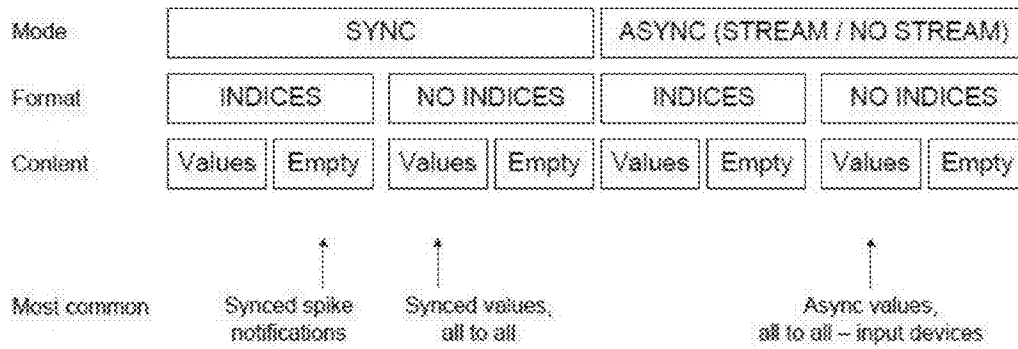 Mode SYNC ASYNC (STREAM / NO STREAM)
Format INDICES NO INDICES INDICES NO INDICES
Content Values Empty Values Empty Values Empty Values Empty
Most common Synced spike Synced values, Async values,
notifications all to all all to all – input devices